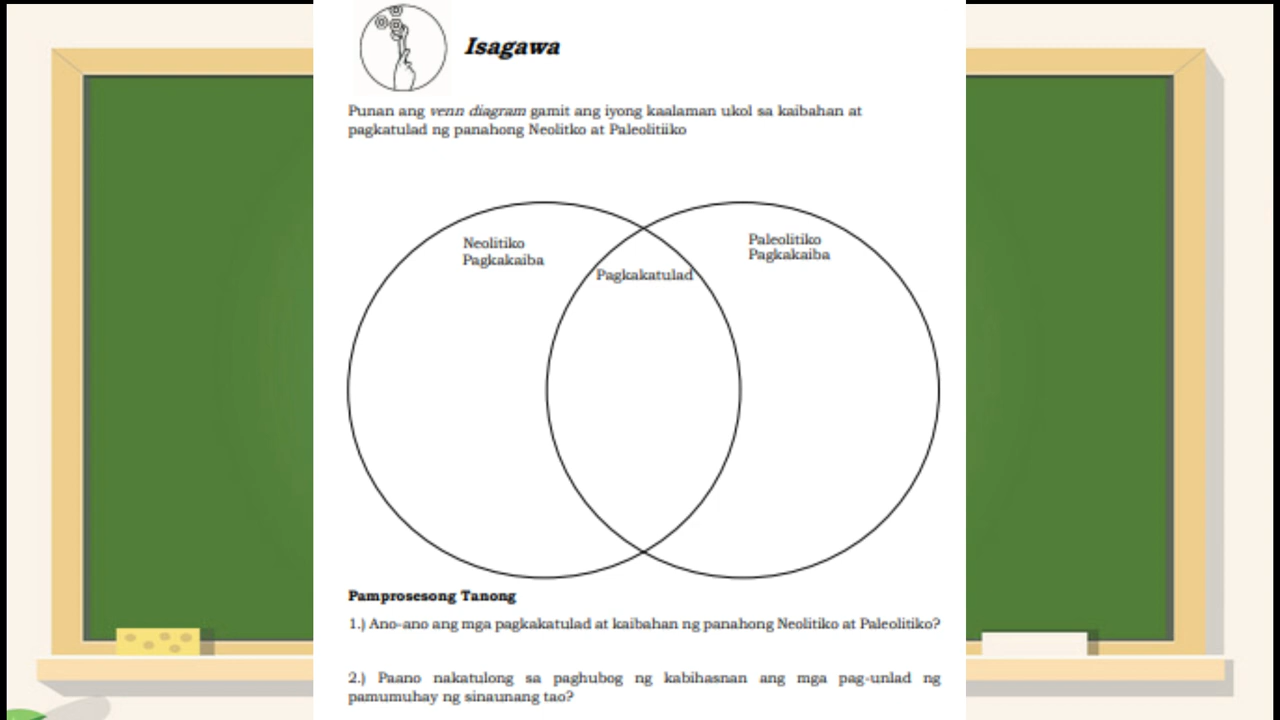 Isagawa
Punan ang venn diagram gamit ang iyong kaalaman ukol sa kaibahan at
pagkatulad ng panahong Neolitko at Paleolitiiko
Neolitiko
Pagkakaiba
Pagkakatulad
Paleolitiko
Pagkakaiba
Pamprosesong Tanong
1.) Ano-ano ang mga pagkakatulad at kaibahan ng panahong Neolitiko at Paleolitiko?
2.) Paano nakatulong sa paghubog ng kabihasnan ang mga pag-unlad ng
pamumuhay ng sinaunang tao?